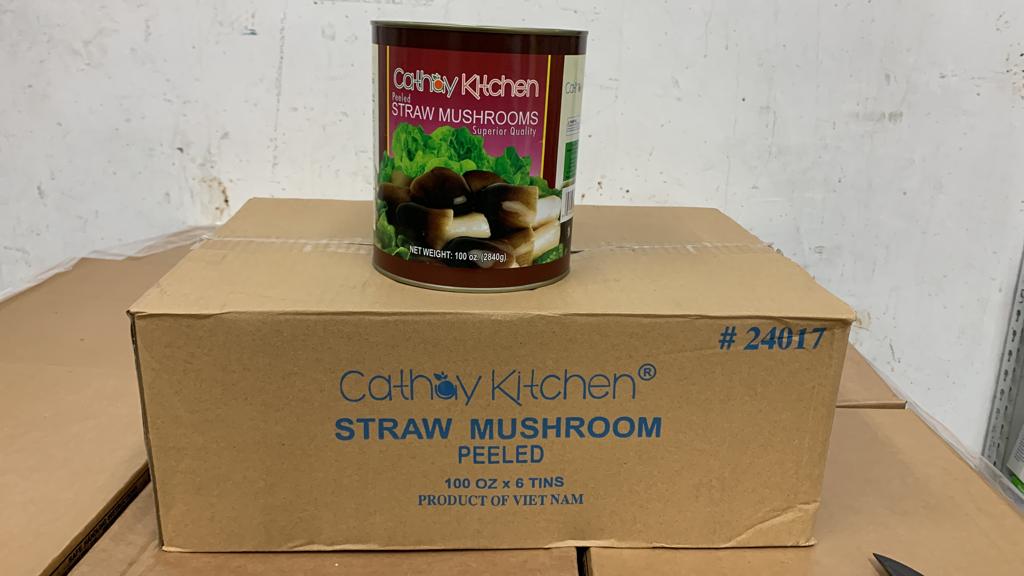 Cathay Kitchen
Peeled
STRAW MUSHROOMS
Superior Quality
NET WEIGHT: 100 oz. (2840g)
# 24017
Cathay Kitchen®
STRAW MUSHROOM
PEELED
100 OZ x 6 TINS
PRODUCT OF VIET NAM